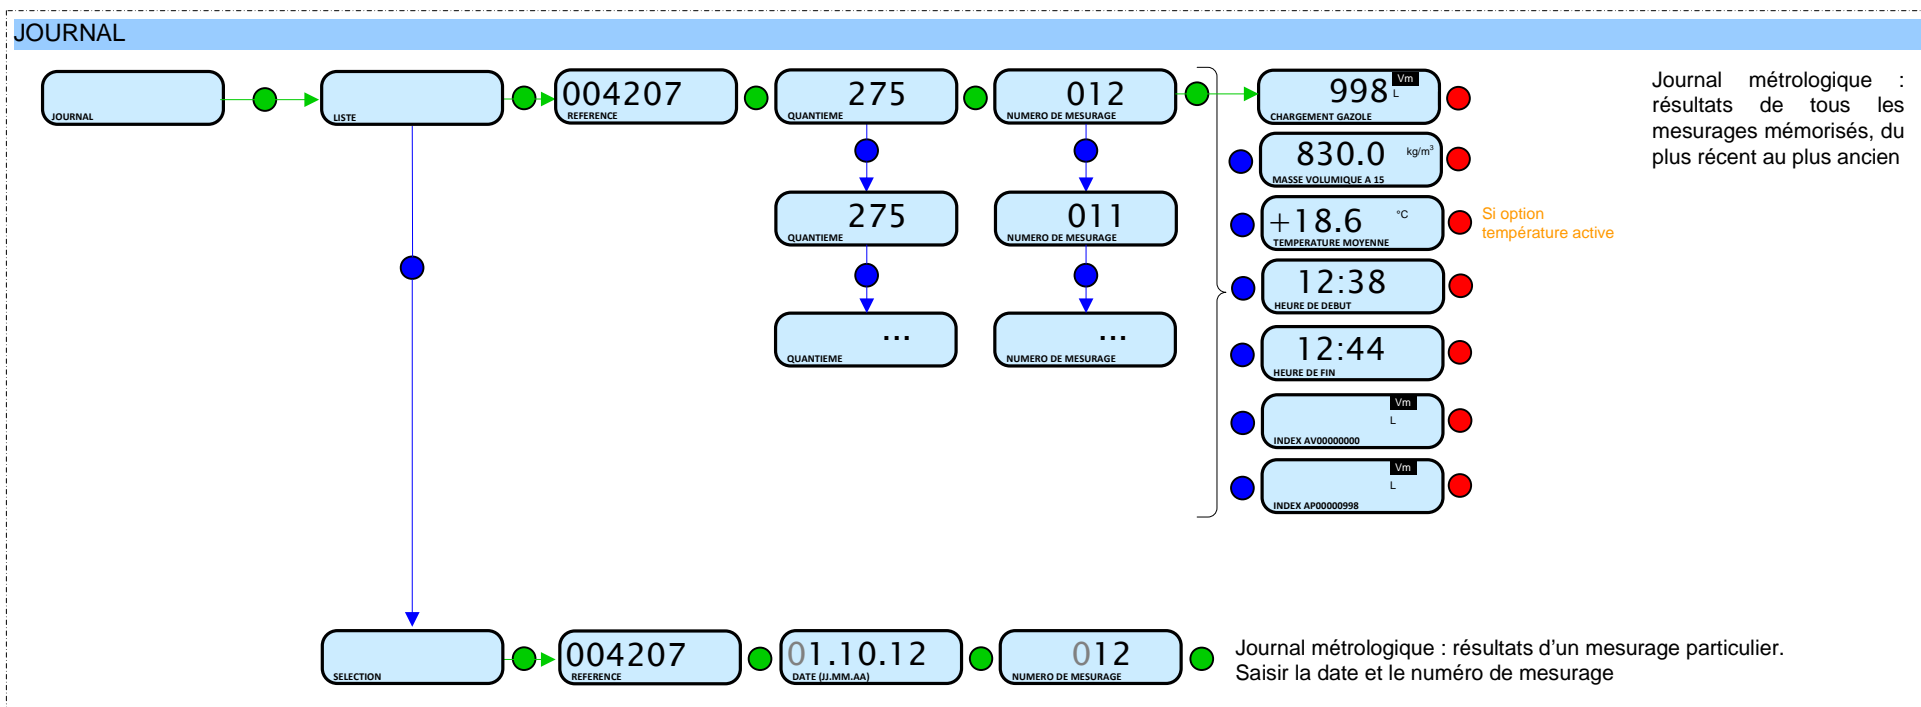 JOURNAL
JOURNAL
LISTE
004207
REFERENCE
275
QUANTIEME
012
NUMERO DE MESURAGE
998 Vm
L
CHARGEMENT GAZOLE
Journal métrologique :
résultats de tous les
mesurages mémorisés, du
plus récent au plus ancien
830.0 kg/m³
MASSE VOLUMIQUE A 15
275
QUANTIEME
011
NUMERO DE MESURAGE
+18.6 °C
TEMPERATURE MOYENNE
Si option
température active
12:38
HEURE DE DEBUT
...
QUANTIEME
...
NUMERO DE MESURAGE
12:44
HEURE DE FIN
Vm
L
INDEX AV00000000
Vm
L
INDEX AP00000998
SELECTION
004207
REFERENCE
01.10.12
DATE (JJ.MM.AA)
012
NUMERO DE MESURAGE
Journal métrologique : résultats d'un mesurage particulier.
Saisir la date et le numéro de mesurage